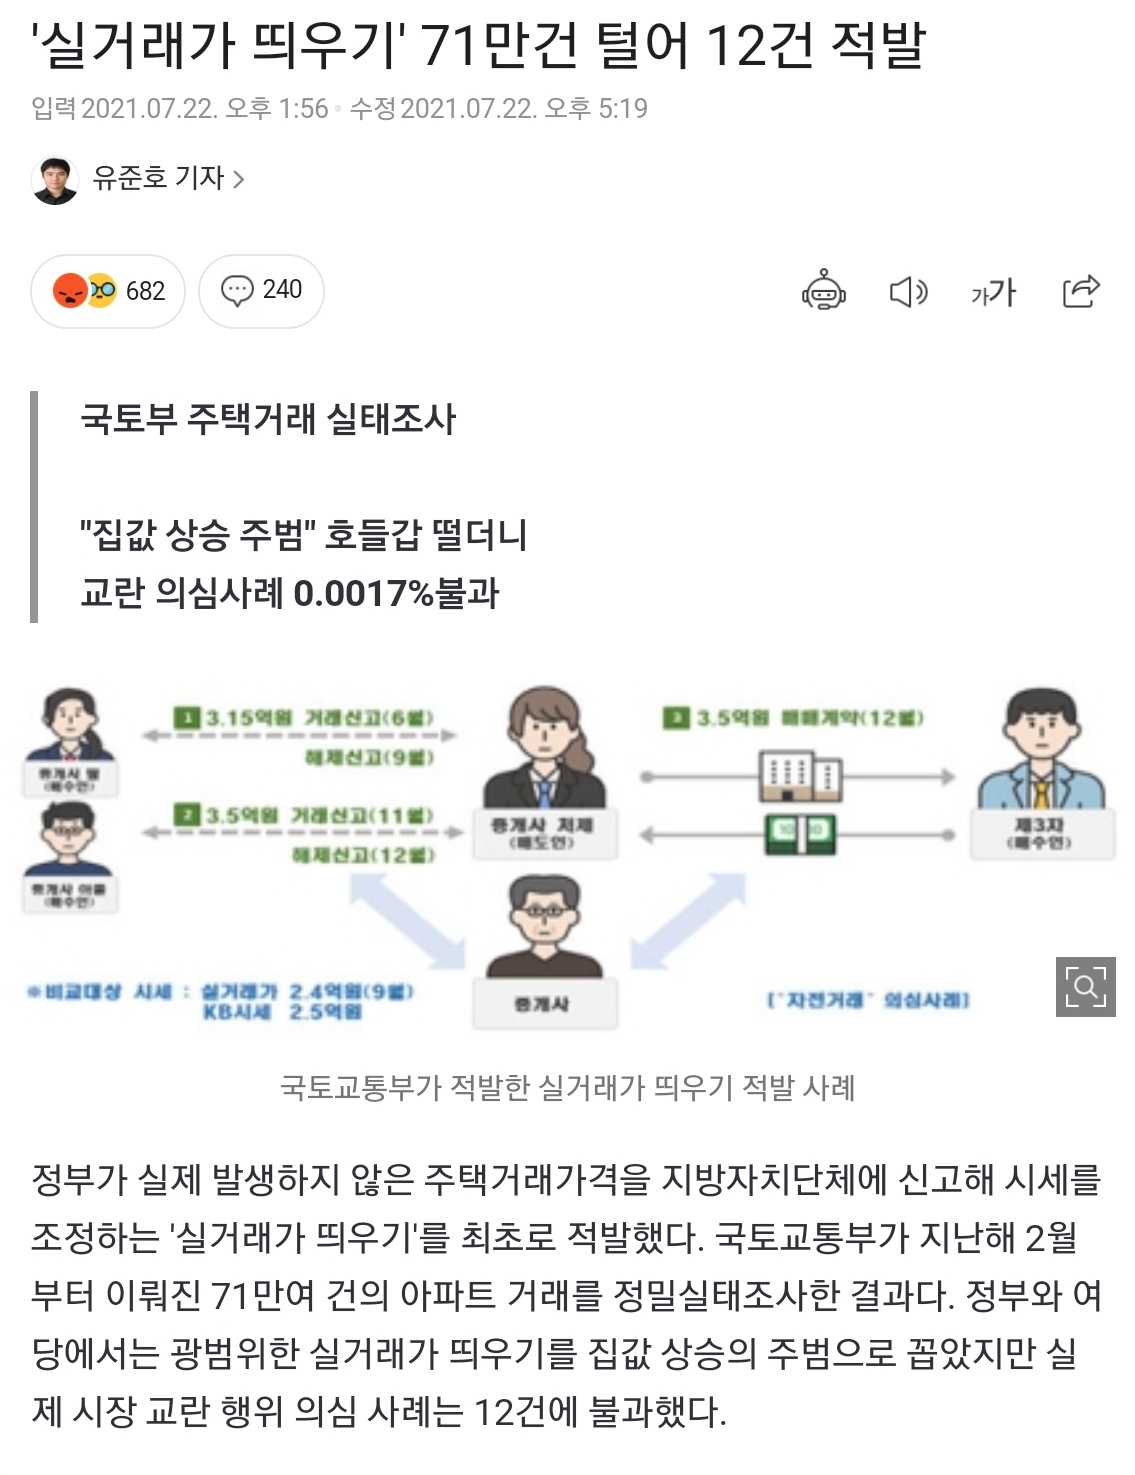 '실거래가 띄우기' 71만건 털어 12건 적발
입력 2021.07.22. 오후 1:56 · 수정 2021.07.22. 오후 5:19
유준호 기자
682
240
가가
국토부 주택거래 실태조사
"집값 상승 주범" 호들갑 떨더니
교란 의심사례 0.0017%불과
1 3.15억원 거래신고(6월)
해제신고(9월)
3 3.5억원 매매계약(12월)
중개사 딸
(매수인)
2 3.5억원 거래신고(11월)
해제신고(12월)
중개사 처제
(매도인)
제3자
(매수인)
중개사 아들
(매수인)
※비교대상 시세 : 실거래가 2.4억원(9월)
KB시세 2.5억원
중개사
["자전거래" 의심사례]
국토교통부가 적발한 실거래가 띄우기 적발 사례
정부가 실제 발생하지 않은 주택거래가격을 지방자치단체에 신고해 시세를
조정하는 '실거래가 띄우기'를 최초로 적발했다. 국토교통부가 지난해 2월
부터 이뤄진 71만여 건의 아파트 거래를 정밀실태조사한 결과다. 정부와 여
당에서는 광범위한 실거래가 띄우기를 집값 상승의 주범으로 꼽았지만 실
제 시장 교란 행위 의심 사례는 12건에 불과했다.